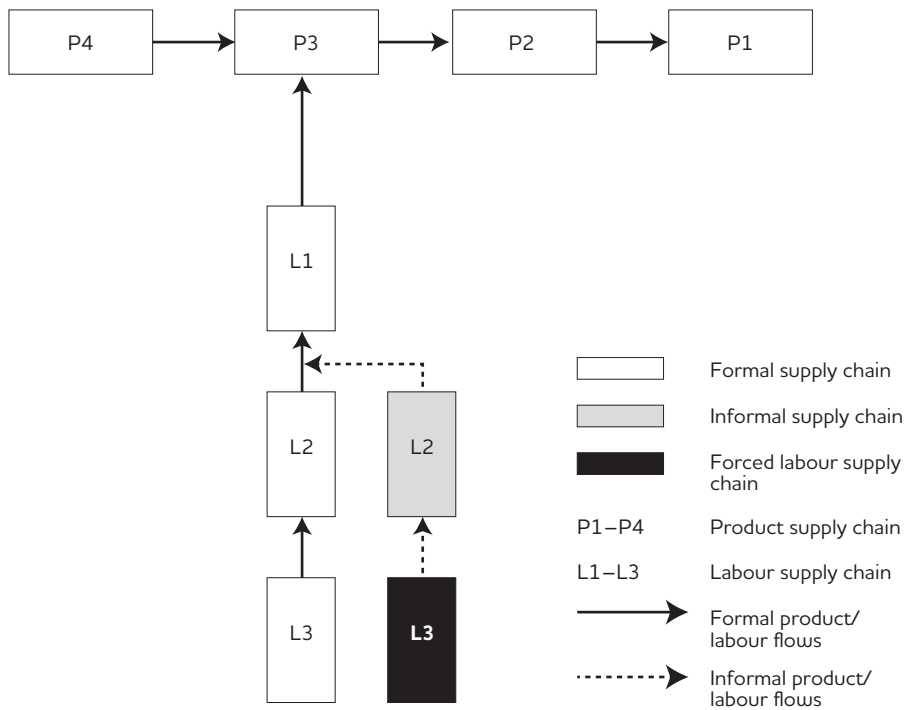 P4
P3
P2
P1
L1
L2
L2
L3
L3
Formal supply chain
Informal supply chain
Forced labour supply
chain
P1–P4 Product supply chain
L1–L3 Labour supply chain
Formal product/
labour flows
Informal product/
labour flows